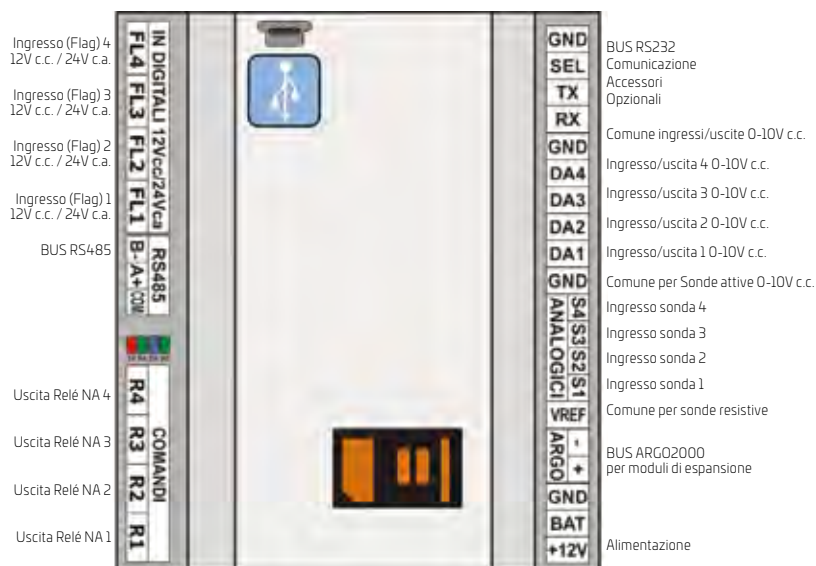 Ingresso (Flag) 4
12V c.c. / 24V c.a.
Ingresso (Flag) 3
12V c.c. / 24V c.a.
Ingresso (Flag) 2
12V c.c. / 24V c.a.
Ingresso (Flag) 1
12V c.c. / 24V c.a.
BUS RS485
Uscita Relé NA 4
Uscita Relé NA 3
Uscita Relé NA 2
Uscita Relé NA 1
FL4 FL3 FL2 FL1
IN DIGITALI 12Vcc/24Vca
B- A+ COM
RS485
R4 R3 R2 R1
COMANDI
GND
SEL
TX
RX
GND
DA4
DA3
DA2
DA1
GND
S4 S3 S2 S1
ANALOGICI
VREF
ARGO
- +
GND
BAT
+12V
BUS RS232
Comunicazione
Accessori
Opzionali
Comune ingressi/uscite 0-10V c.c.
Ingresso/uscita 4 0-10V c.c.
Ingresso/uscita 3 0-10V c.c.
Ingresso/uscita 2 0-10V c.c.
Ingresso/uscita 1 0-10V c.c.
Comune per Sonde attive 0-10V c.c.
Ingresso sonda 4
Ingresso sonda 3
Ingresso sonda 2
Ingresso sonda 1
Comune per sonde resistive
BUS ARGO2000
per moduli di espansione
Alimentazione